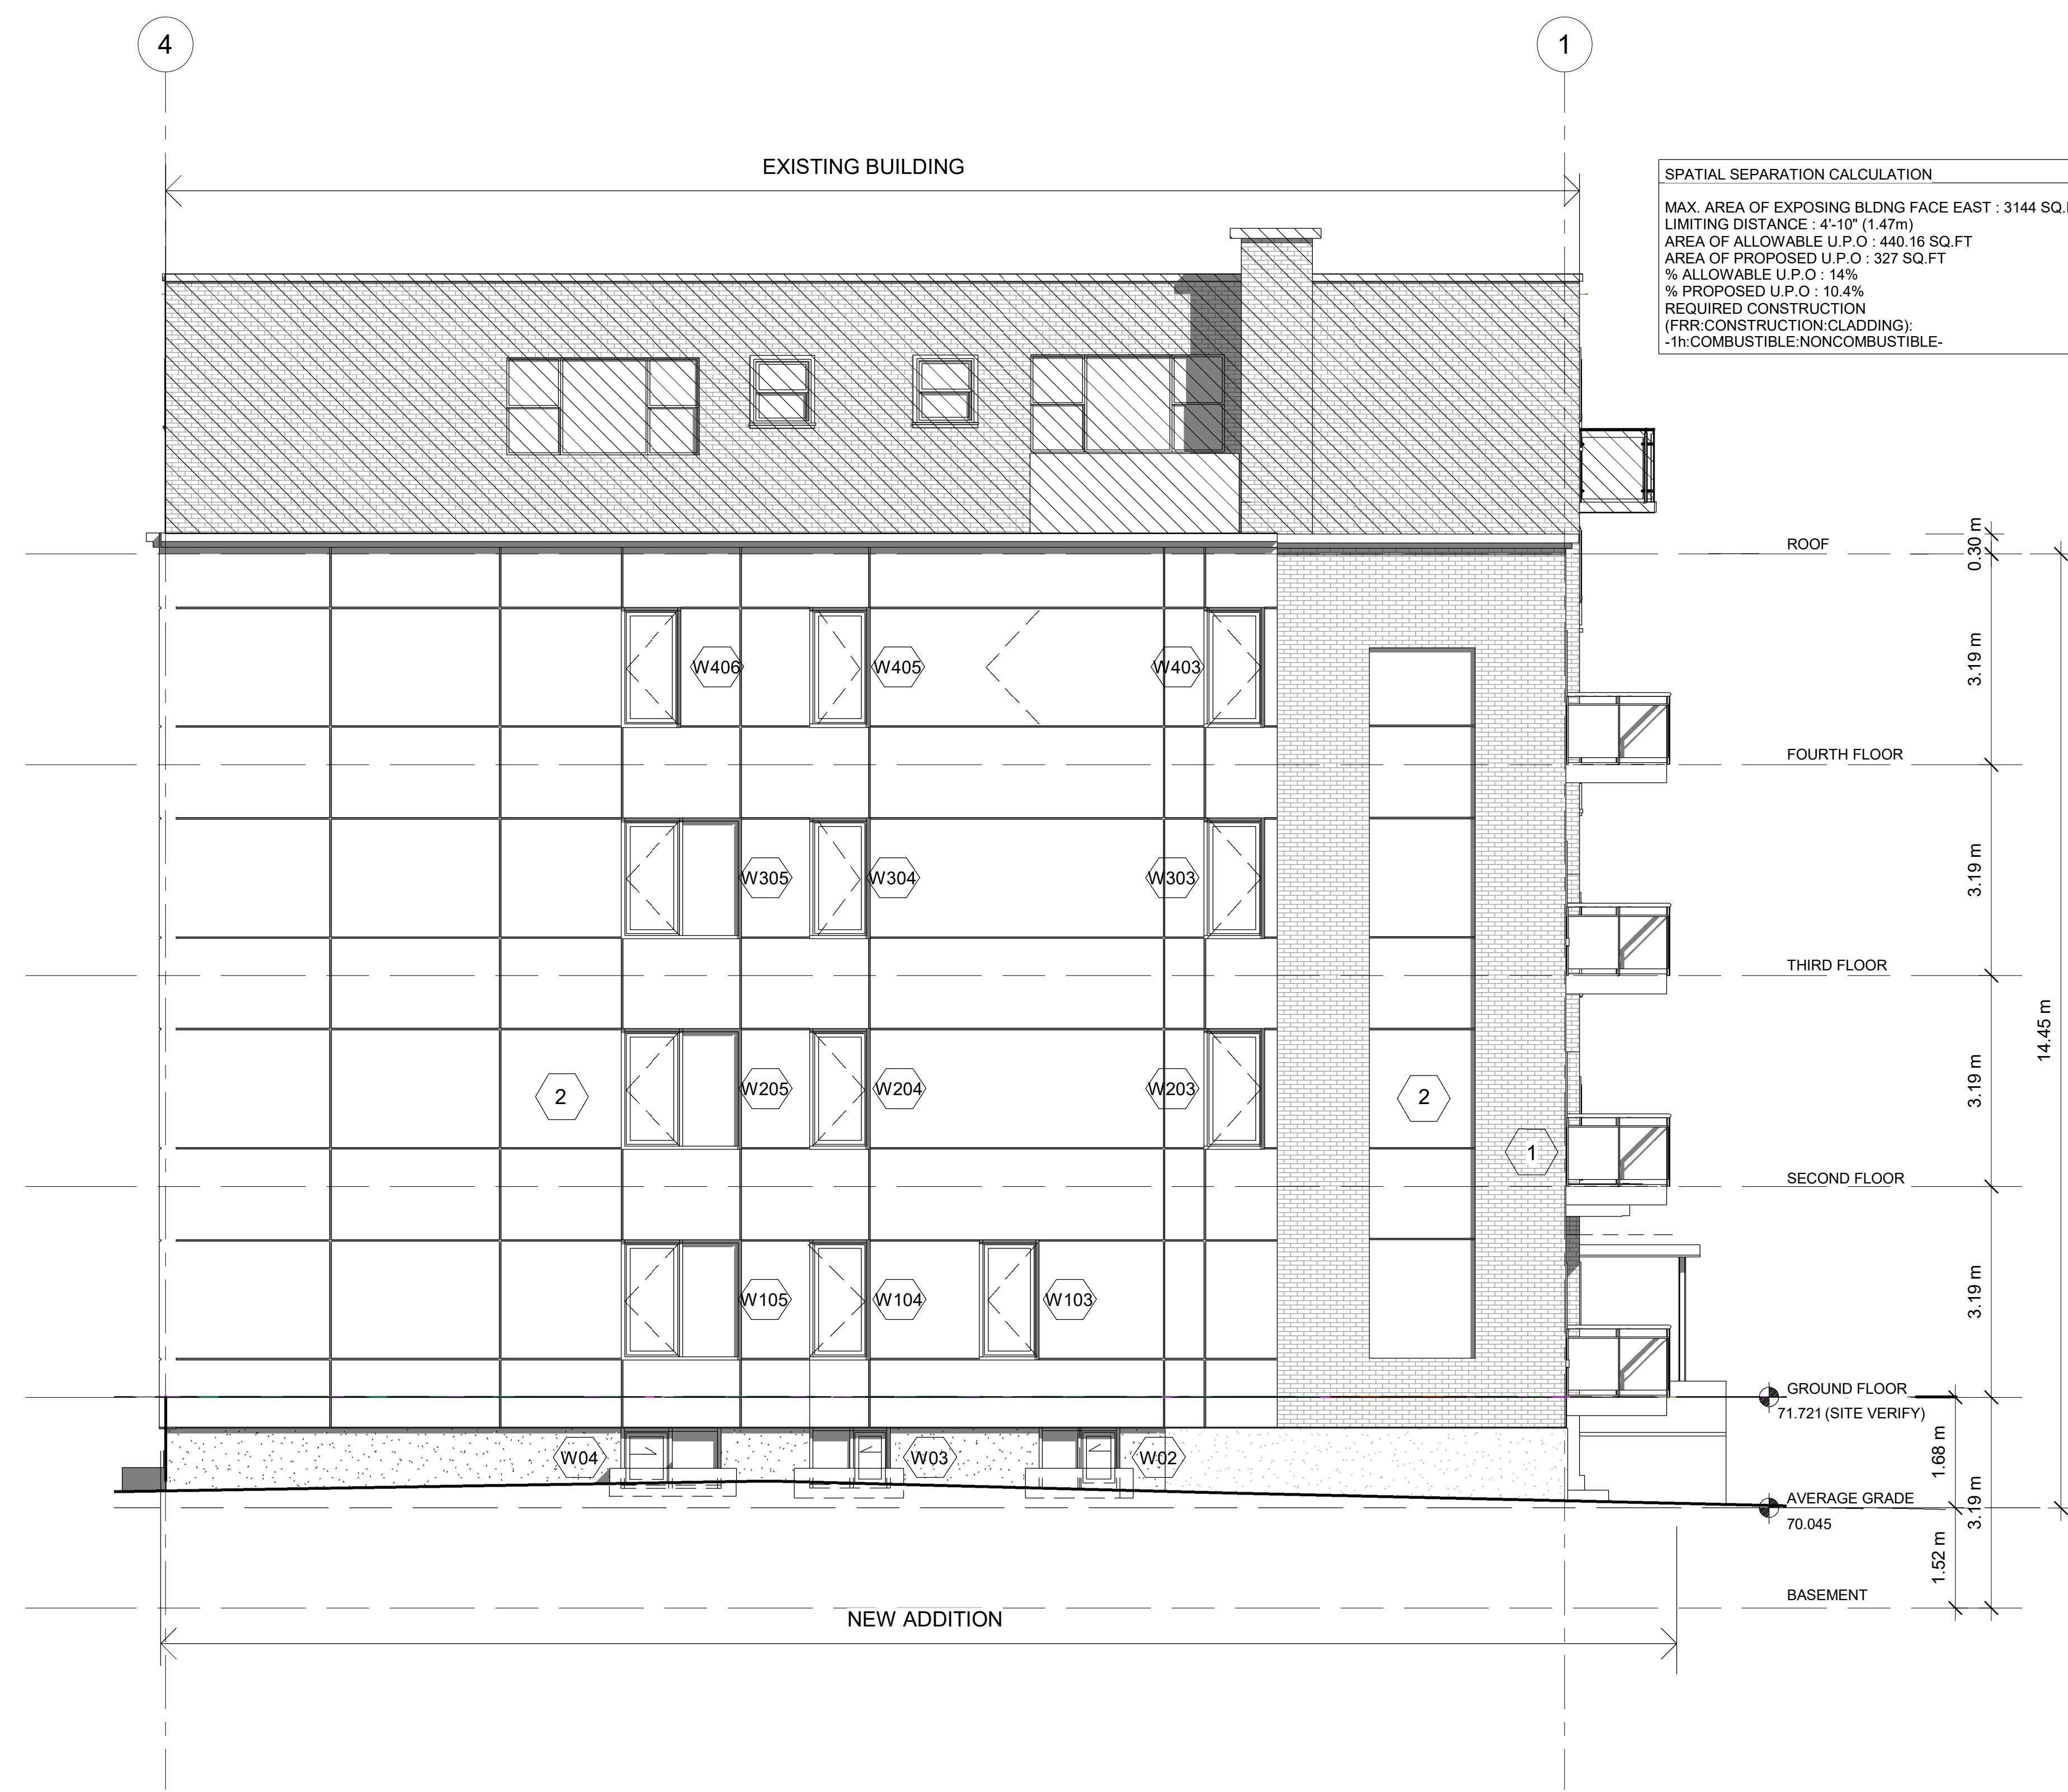 4
1
EXISTING BUILDING
SPATIAL SEPARATION CALCULATION
MAX. AREA OF EXPOSING BLDNG FACE EAST : 3144 SQ.
LIMITING DISTANCE : 4'-10" (1.47m)
AREA OF ALLOWABLE U.P.O : 440.16 SQ.FT
AREA OF PROPOSED U.P.O : 327 SQ.FT
% ALLOWABLE U.P.O : 14%
% PROPOSED U.P.O : 10.4%
REQUIRED CONSTRUCTION
(FRR:CONSTRUCTION:CLADDING):
-1h:COMBUSTIBLE:NONCOMBUSTIBLE-
ROOF
0.30 m
W406
W405
W403
3.19 m
FOURTH FLOOR
W305
W304
W303
3.19 m
THIRD FLOOR
14.45 m
2
W205
W204
W203
2
1
3.19 m
SECOND FLOOR
W105
W104
W103
3.19 m
GROUND FLOOR
71.721 (SITE VERIFY)
W04
W03
W02
1.68 m
AVERAGE GRADE
70.045
3.19 m
1.52 m
BASEMENT
NEW ADDITION